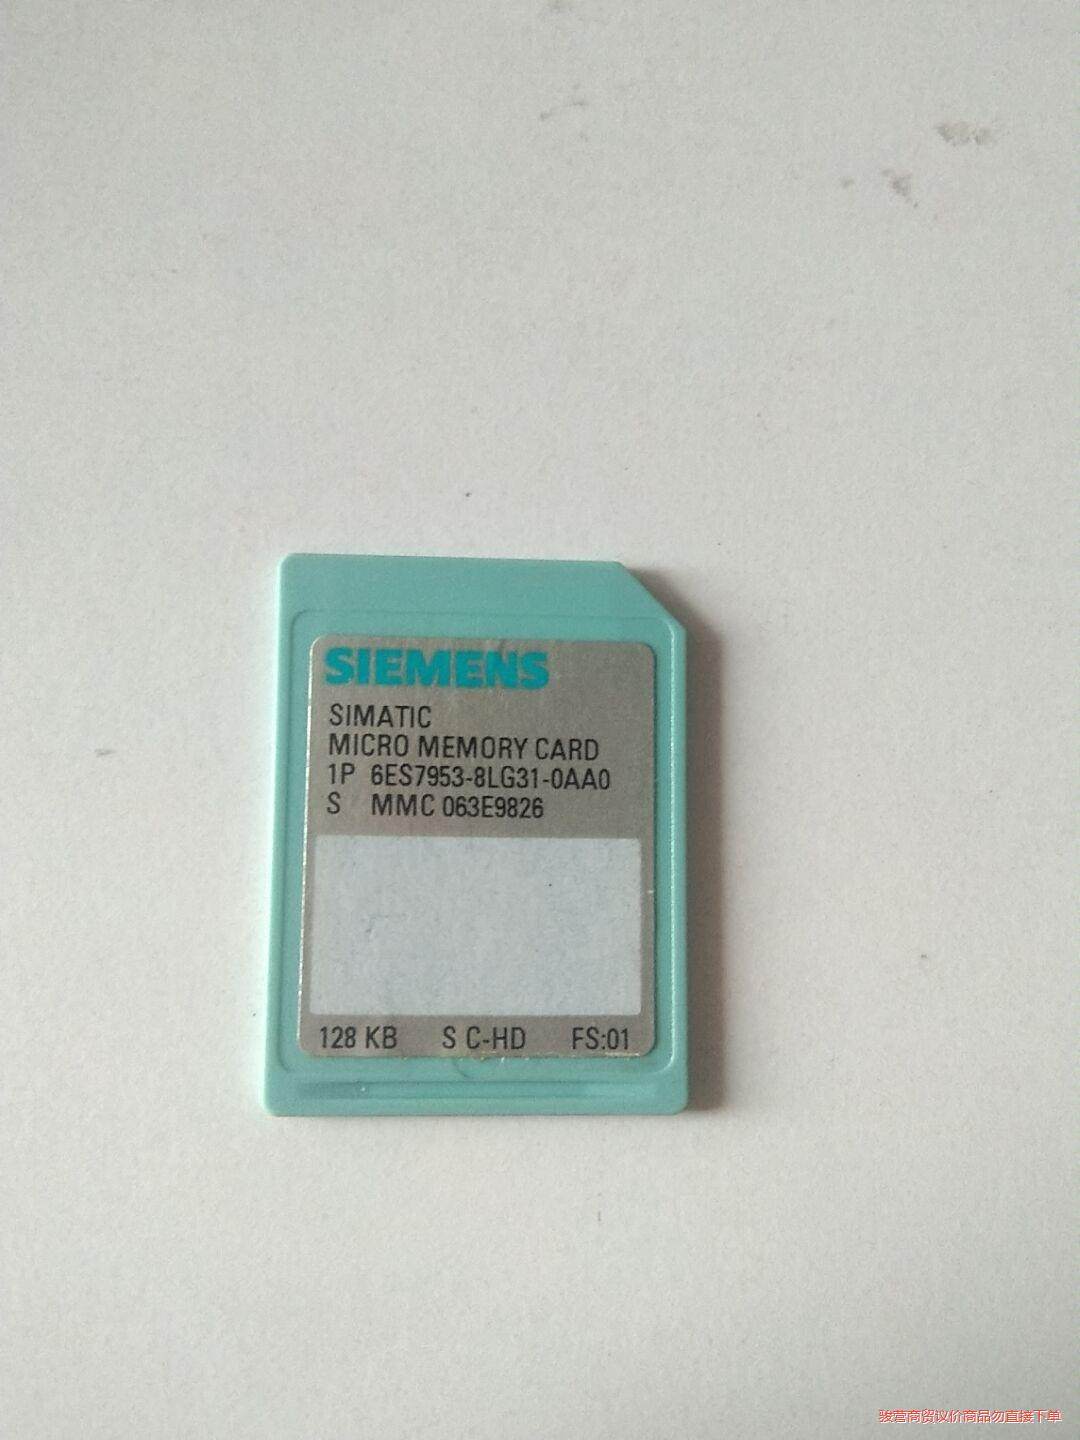 SIEMENS
SIMATIC
MICRO MEMORY CARD
1P 6ES7953-8LG31-0AA0
S MMC 063E9826
128 KB S C-HD FS:01
骏营商贸议价商品勿直接下单